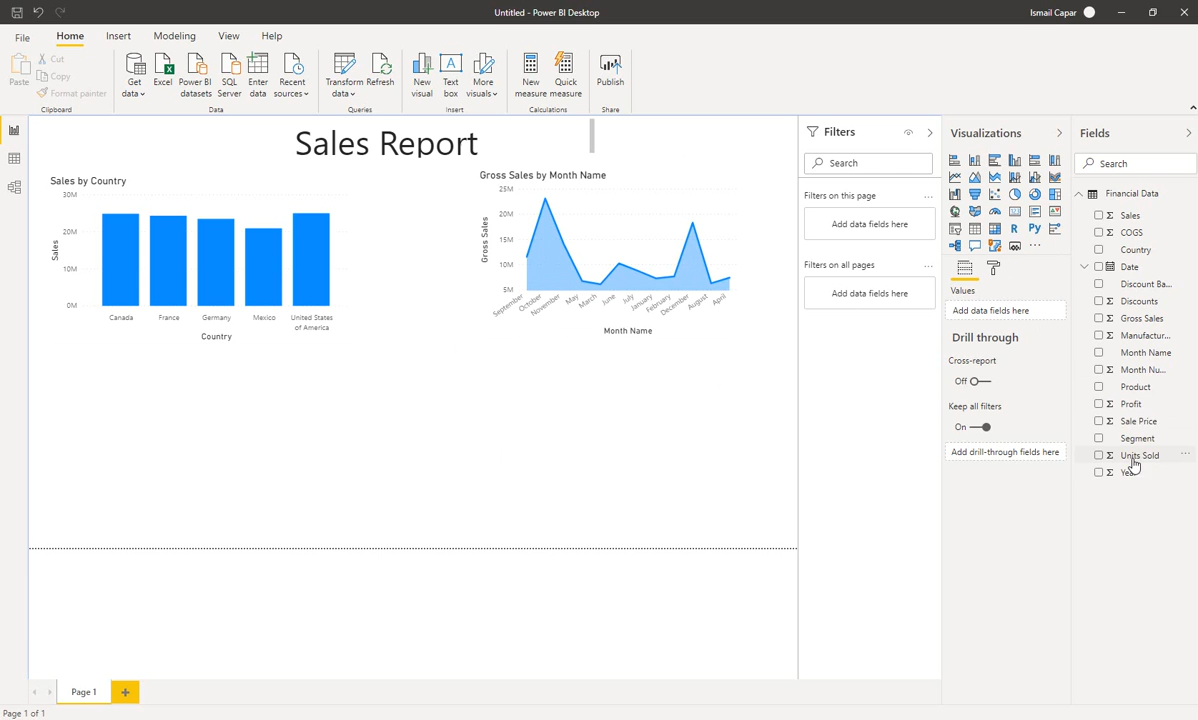 Untitled - Power BI Desktop
Ismail Capar
File
Home
Insert
Modeling
View
Help
Paste
Cut
Copy
Format painter
Clipboard
Get data
Excel
Power BI datasets
SQL Server
Enter data
Recent sources
Data
Transform data
Refresh
Queries
New visual
Text box
More visuals
Insert
New measure
Quick measure
Calculations
Publish
Share
Sales Report
Sales by Country
30M
20M
10M
0M
Sales
Canada
France
Germany
Mexico
United States
of America
Country
Gross Sales by Month Name
25M
20M
15M
10M
5M
Gross Sales
September
October
November
May
March
June
July
January
February
December
August
April
Month Name
Filters
Search
Filters on this page
...
Add data fields here
Filters on all pages
...
Add data fields here
Visualizations
R
Py
...
Values
Add data fields here
Drill through
Cross-report
Off
Keep all filters
On
Add drill-through fields here
Fields
Search
Financial Data
Σ Sales
Σ COGS
Country
Date
Discount Ba...
Σ Discounts
Σ Gross Sales
Σ Manufactur...
Month Name
Σ Month Nu...
Product
Σ Profit
Σ Sale Price
Segment
Σ Units Sold
...
Page 1
Page 1 of 1